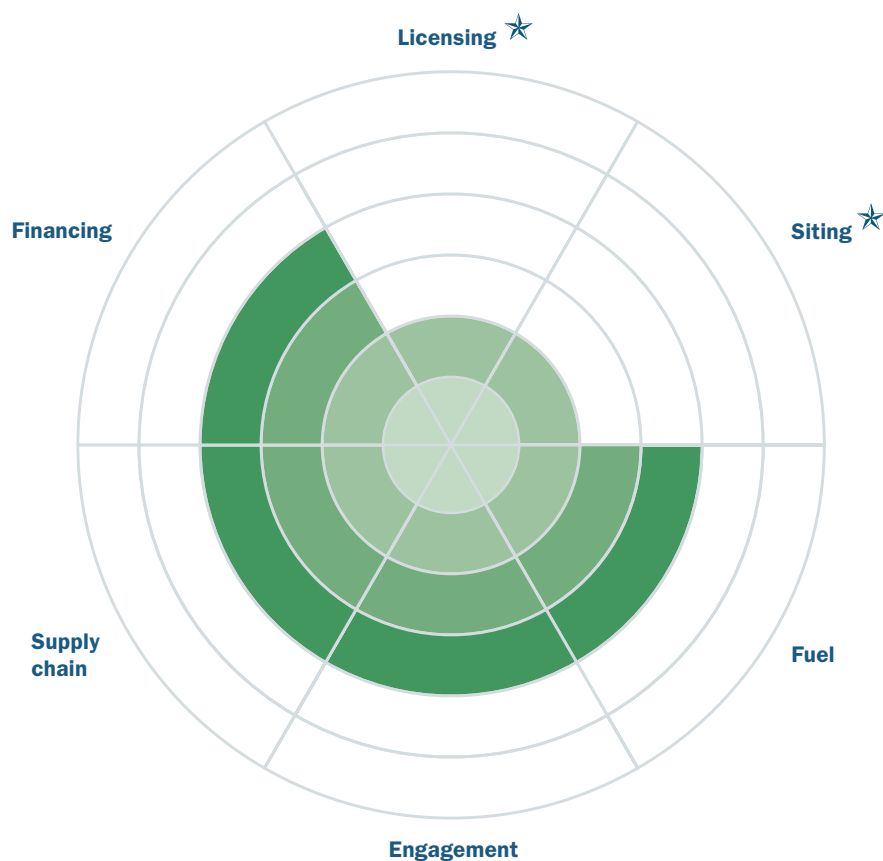 Licensing
Financing
Siting
Supply
chain
Fuel
Engagement